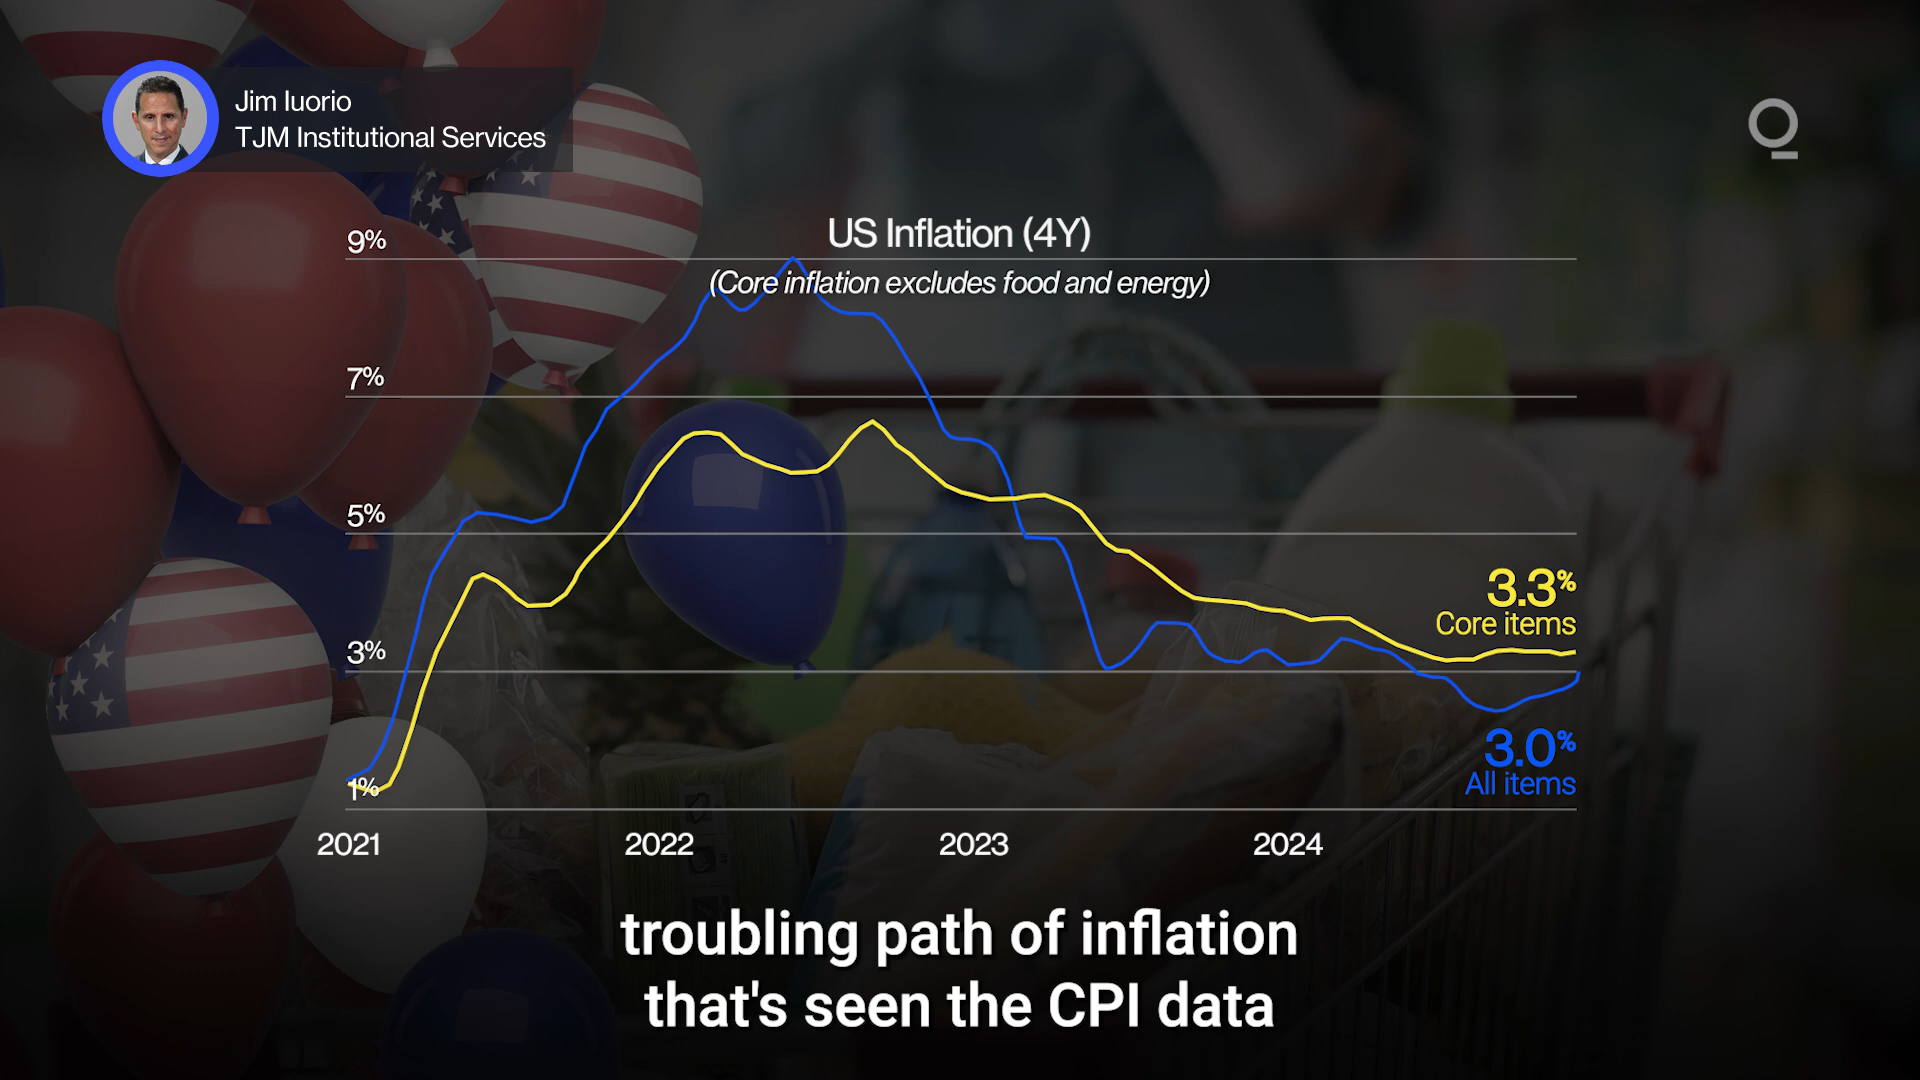 Jim Iuorio
TJM Institutional Services
US Inflation (4Y)
(Core inflation excludes food and energy)
9%
7%
5%
3%
1%
3.3%
Core items
3.0%
All items
2021
2022
2023
2024
troubling path of inflation
that's seen the CPI data